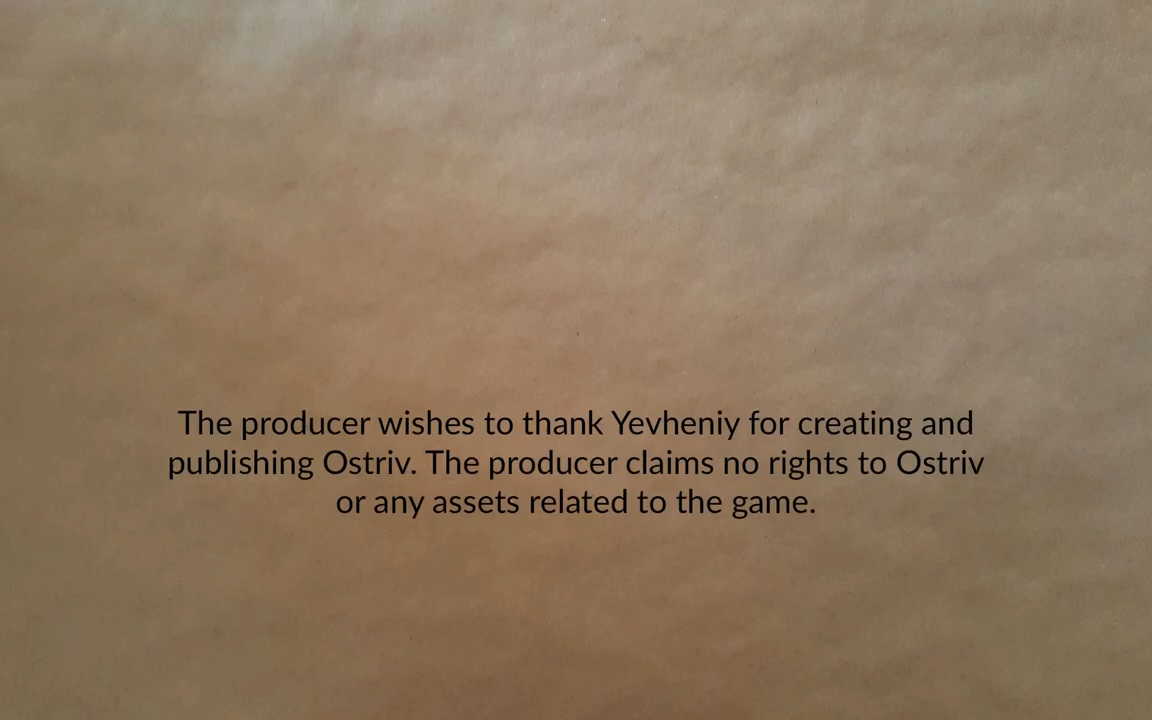 The producer wishes to thank Yevheniy for creating and
publishing Ostriv. The producer claims no rights to Ostriv
or any assets related to the game.